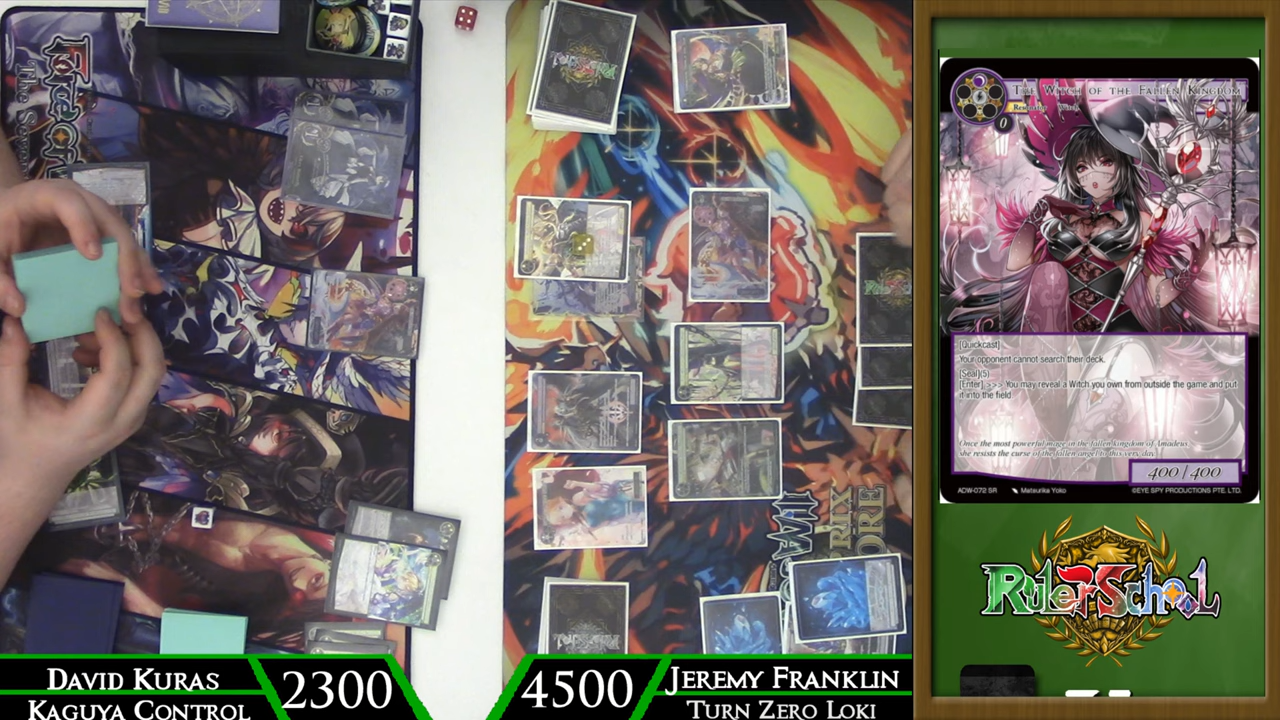 The Witch of the Fallen Kingdom
0
[Quickcast]
Your opponent cannot search their deck.
[Seal](5)
[Enter] >>> You may reveal a Witch you own from outside the game and put
it into the field.
Once the most powerful mage in the fallen kingdom of Amadeus,
she resists the curse of the fallen angel to this very day.
400 / 400
ADW-072 SR
Matsurika Yoko
©EYE SPY PRODUCTIONS PTE. LTD.
Ruler School
David Kuras
2300
4500
Jeremy Franklin
Kaguya Control
Turn Zero Loki